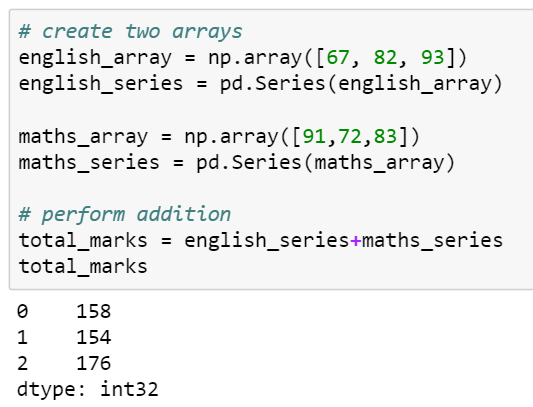 # create two arrays
english_array = np.array([67, 82, 93])
english_series = pd.Series(english_array)
maths_array = np.array([91,72,83])
maths_series = pd.Series(maths_array)
# perform addition
total_marks = english_series+maths_series
total_marks
0    158
1    154
2    176
dtype: int32